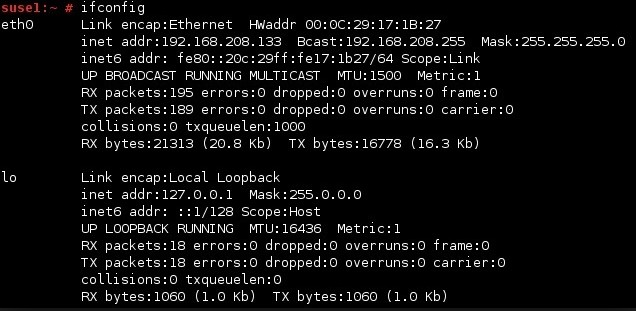 suse1:~ # ifconfig
eth0 Link encap:Ethernet HWaddr 00:0C:29:17:1B:27
inet addr:192.168.208.133 Bcast:192.168.208.255 Mask:255.255.255.0
inet6 addr: fe80::20c:29ff:fe17:1b27/64 Scope:Link
UP BROADCAST RUNNING MULTICAST MTU:1500 Metric:1
RX packets:195 errors:0 dropped:0 overruns:0 frame:0
TX packets:189 errors:0 dropped:0 overruns:0 carrier:0
collisions:0 txqueuelen:1000
RX bytes:21313 (20.8 Kb) TX bytes:16778 (16.3 Kb)
lo Link encap:Local Loopback
inet addr:127.0.0.1 Mask:255.0.0.0
inet6 addr: ::1/128 Scope:Host
UP LOOPBACK RUNNING MTU:16436 Metric:1
RX packets:18 errors:0 dropped:0 overruns:0 frame:0
TX packets:18 errors:0 dropped:0 overruns:0 carrier:0
collisions:0 txqueuelen:0
RX bytes:1060 (1.0 Kb) TX bytes:1060 (1.0 Kb)